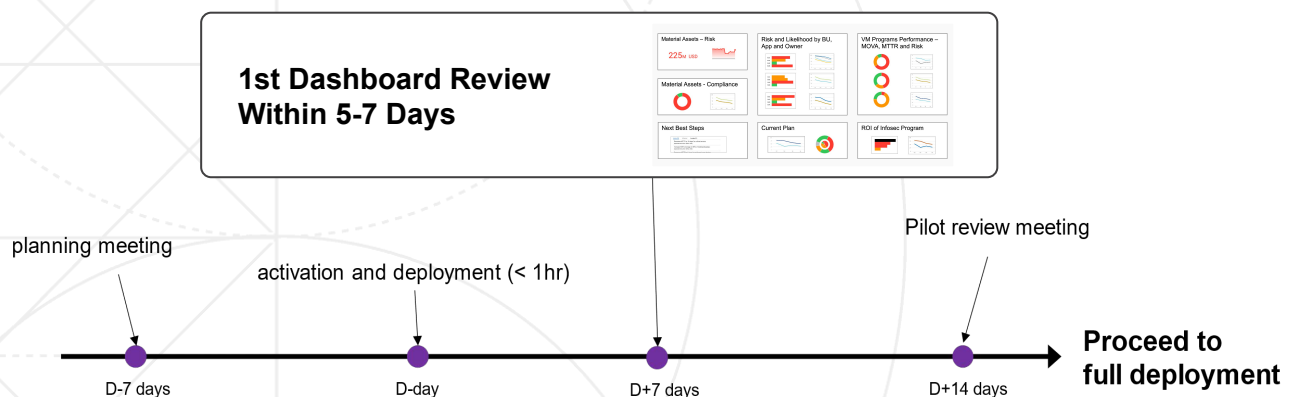 1st Dashboard Review
Within 5-7 Days
Material Assets – Risk
225M USD
Material Assets - Compliance
Next Best Steps
Risk and Likelihood by BU,
App and Owner
Current Plan
VM Programs Performance –
MOVA, MTTR and Risk
ROI of Infosec Program
planning meeting
activation and deployment (< 1hr)
Pilot review meeting
D-7 days
D-day
D+7 days
D+14 days
Proceed to
full deployment